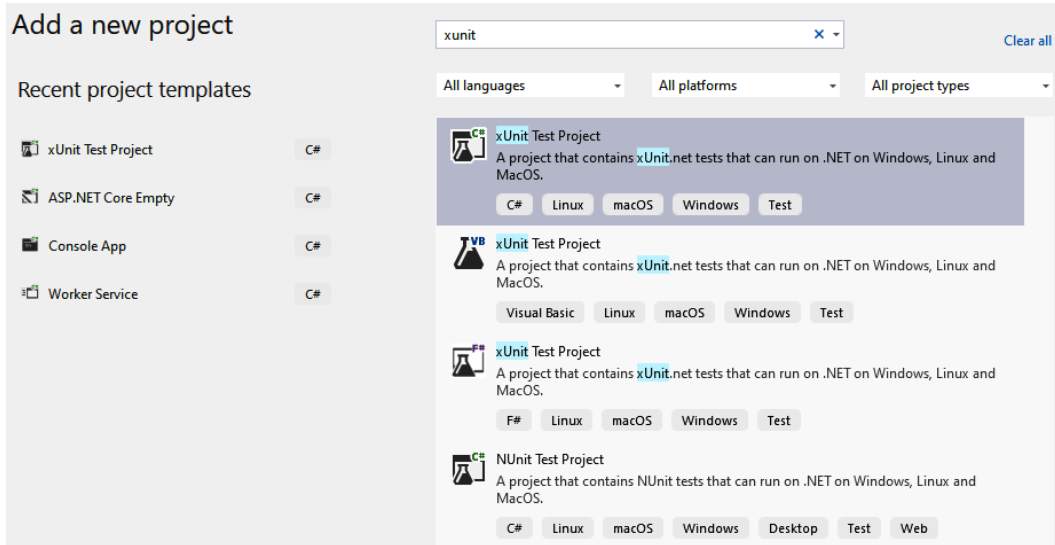 Add a new project
xunit
Clear all
Recent project templates
All languages
All platforms
All project types
xUnit Test Project
C#
ASP.NET Core Empty
C#
Console App
C#
Worker Service
C#
C#
xUnit Test Project
A project that contains xUnit.net tests that can run on .NET on Windows, Linux and
MacOS.
C#
Linux
macOS
Windows
Test
VB
xUnit Test Project
A project that contains xUnit.net tests that can run on .NET on Windows, Linux and
MacOS.
Visual Basic
Linux
macOS
Windows
Test
F#
xUnit Test Project
A project that contains xUnit.net tests that can run on .NET on Windows, Linux and
MacOS.
F#
Linux
macOS
Windows
Test
C#
NUnit Test Project
A project that contains NUnit tests that can run on .NET on Windows, Linux and
MacOS.
C#
Linux
macOS
Windows
Desktop
Test
Web